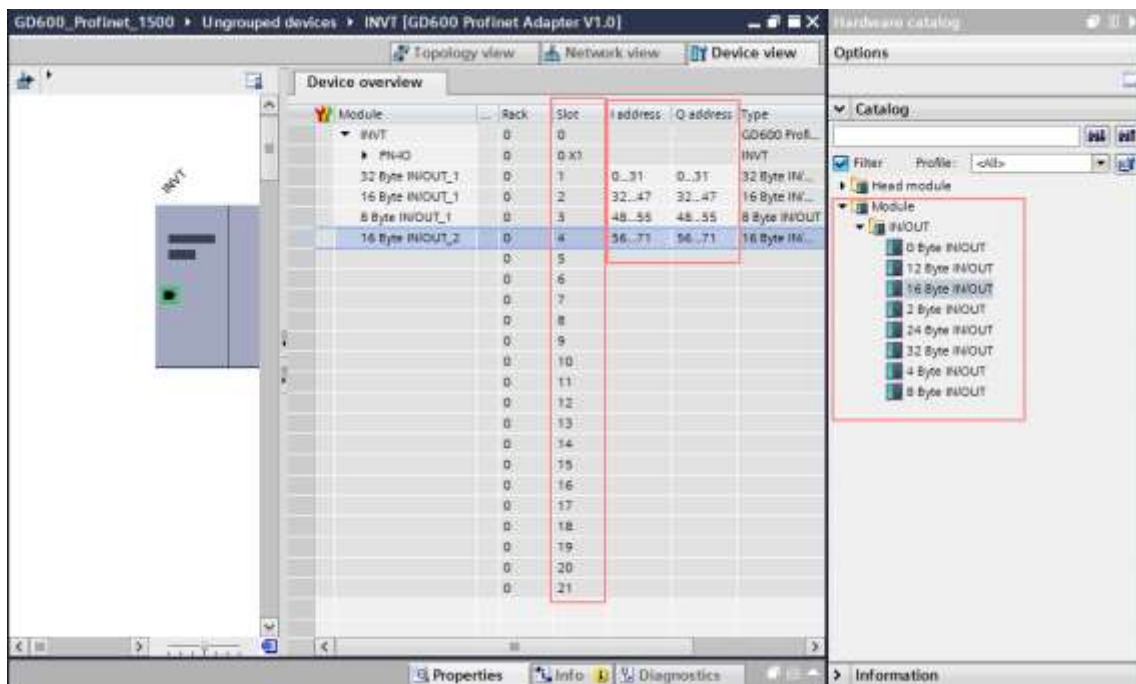 GD600_Profinet_1500 ▸ Ungrouped devices ▸ INVT [GD600 Profinet Adapter V1.0]
Hardware catalog
Topology view Network view Device view
Options
Device overview
Catalog
Module ... Rack Slot I address Q address Type
INVT 0 0 GD600 Profi...
PN-IO 0 0 X1 INVT
32 Byte IN/OUT_1 0 1 0...31 0...31 32 Byte IN/...
16 Byte IN/OUT_1 0 2 32...47 32...47 16 Byte IN/...
8 Byte IN/OUT_1 0 3 48...55 48...55 8 Byte IN/OUT
16 Byte IN/OUT_2 0 4 56...71 56...71 16 Byte IN/...
0 5
0 6
0 7
0 8
0 9
0 10
0 11
0 12
0 13
0 14
0 15
0 16
0 17
0 18
0 19
0 20
0 21
INVT
Filter Profile: <All>
Head module
Module
IN/OUT
0 Byte IN/OUT
12 Byte IN/OUT
16 Byte IN/OUT
2 Byte IN/OUT
24 Byte IN/OUT
32 Byte IN/OUT
4 Byte IN/OUT
8 Byte IN/OUT
Properties Info Diagnostics
Information